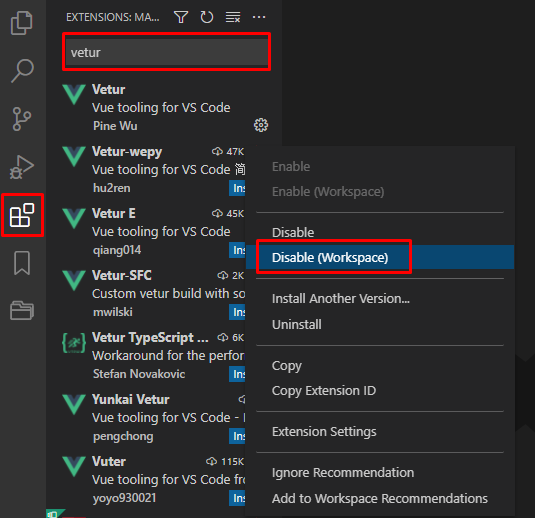 EXTENSIONS: MA...
vetur
Vetur
Vue tooling for VS Code
Pine Wu
Vetur-wepy 47K
Vue tooling for VS Code 简
hu2ren Ins
Vetur E 45K
Vue tooling for VS Code
qiang014 Ins
Vetur-SFC 2K
Custom vetur build with so
mwilski Ins
Vetur TypeScript ... 6K
Workaround for the perfor
Stefan Novakovic Ins
Yunkai Vetur
Vue tooling for VS Code - 
pengchong Ins
Vuter 115K
Vue tooling for VS Code fro
yoyo930021 Ins
Enable
Enable (Workspace)
Disable
Disable (Workspace)
Install Another Version...
Uninstall
Copy
Copy Extension ID
Extension Settings
Ignore Recommendation
Add to Workspace Recommendations